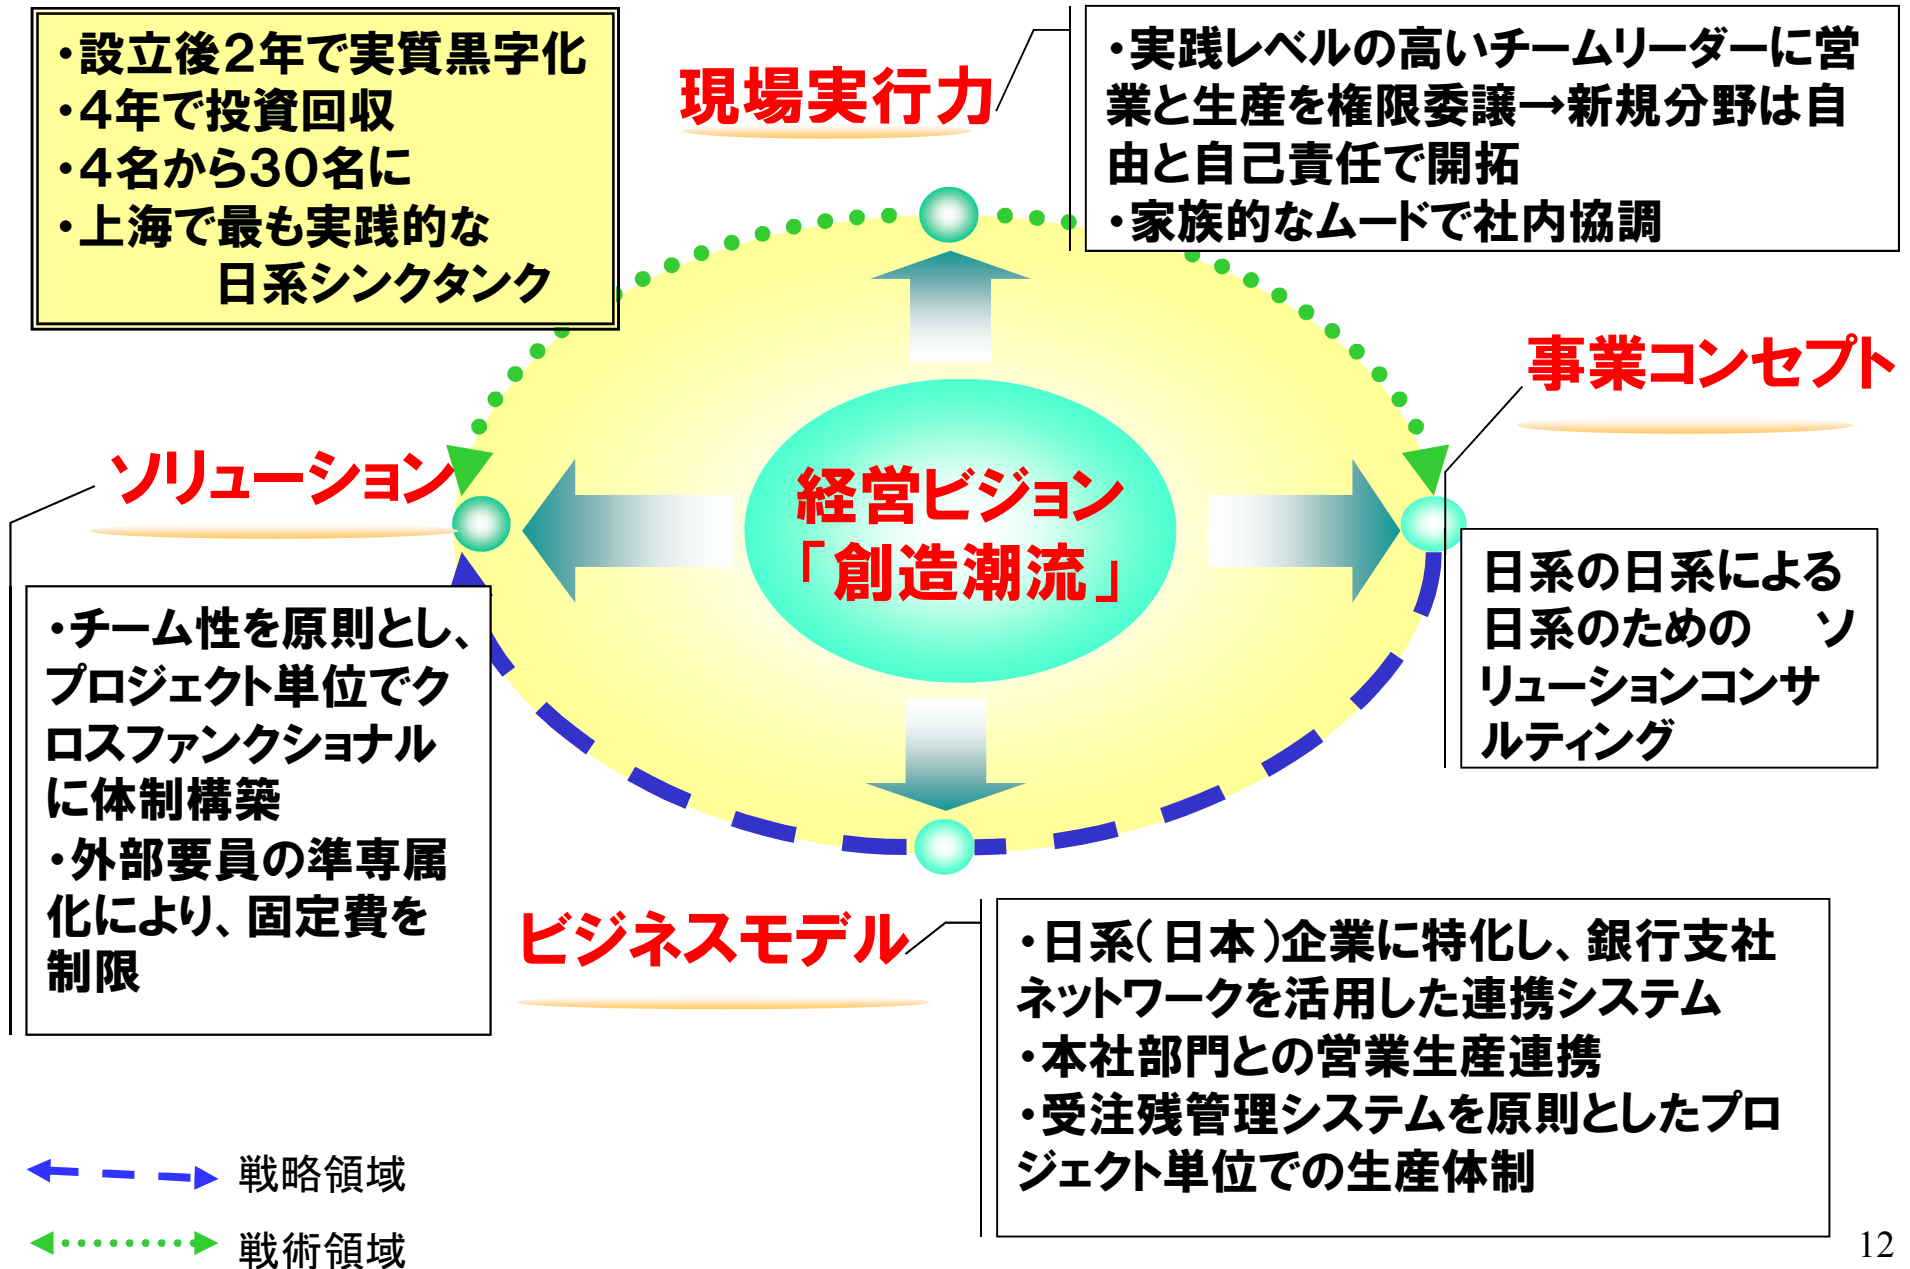 ・設立後２年で実質黒字化
・４年で投資回収
・４名から３０名に
・上海で最も実践的な
日系シンクタンク
現場実行力
・実践レベルの高いチームリーダーに営
業と生産を権限委譲→新規分野は自
由と自己責任で開拓
・家族的なムードで社内協調
事業コンセプト
日系の日系による
日系のための　ソ
リューションコンサ
ルティング
ソリューション
・チーム性を原則とし、
プロジェクト単位でク
ロスファンクショナル
に体制構築
・外部要員の準専属
化により、固定費を
制限
経営ビジョン
「創造潮流」
ビジネスモデル
・日系（日本）企業に特化し、銀行支社
ネットワークを活用した連携システム
・本社部門との営業生産連携
・受注残管理システムを原則としたプロ
ジェクト単位での生産体制
戦略領域
戦術領域
12